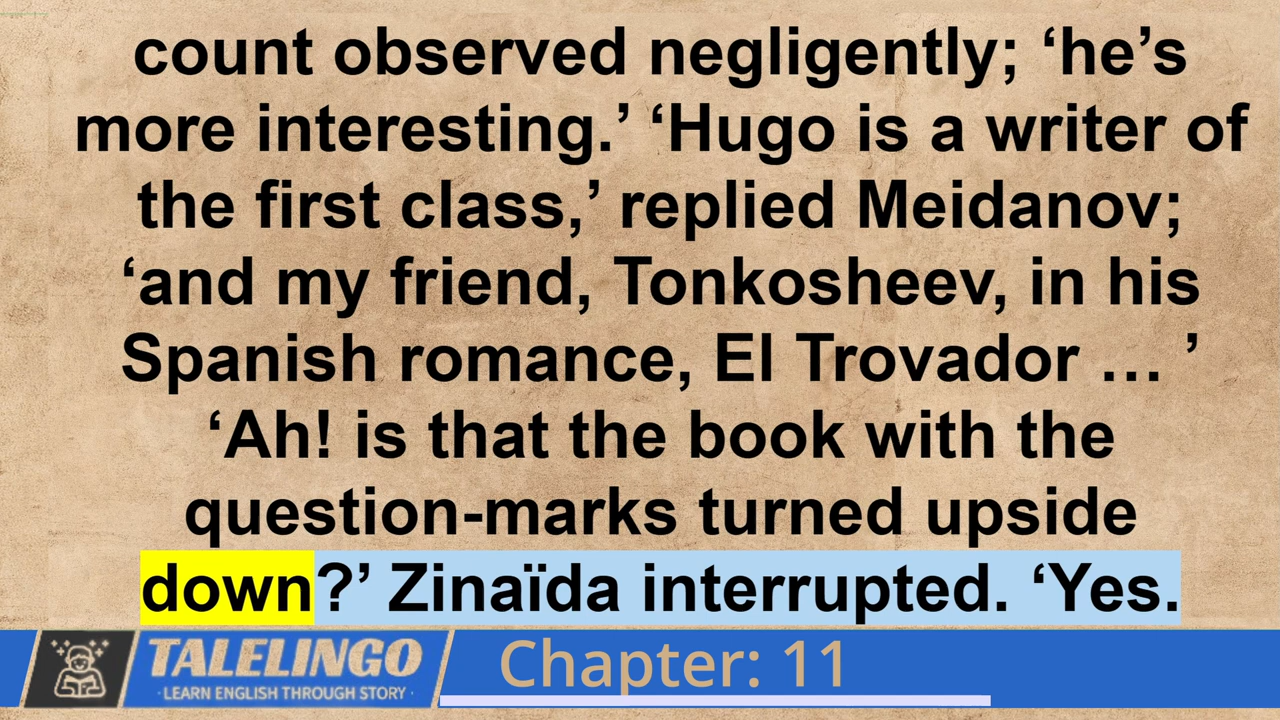 count observed negligently; ‘he’s
more interesting.’ ‘Hugo is a writer of
the first class,’ replied Meidanov;
‘and my friend, Tonkosheev, in his
Spanish romance, El Trovador … ’
‘Ah! is that the book with the
question-marks turned upside
down?’ Zinaïda interrupted. ‘Yes.
TALELINGO
·LEARN ENGLISH THROUGH STORY·
Chapter: 11